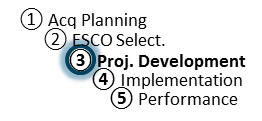 ① Acq Planning
② ESCO Select.
③ Proj. Development
④ Implementation
⑤ Performance